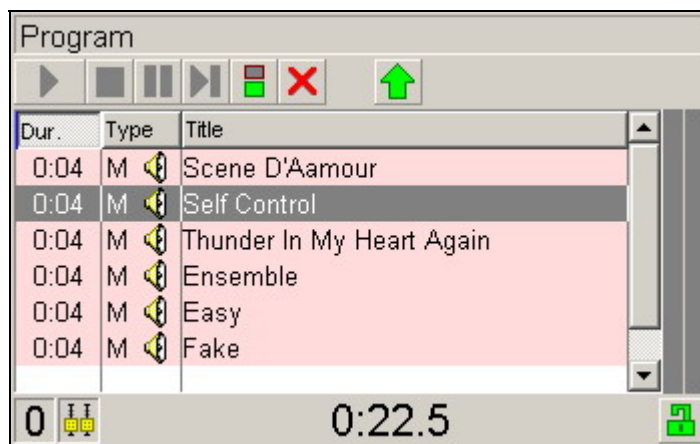 Program
Dur. Type Title
0:04 M Scene D'Aamour
0:04 M Self Control
0:04 M Thunder In My Heart Again
0:04 M Ensemble
0:04 M Easy
0:04 M Fake
0 0:22.5